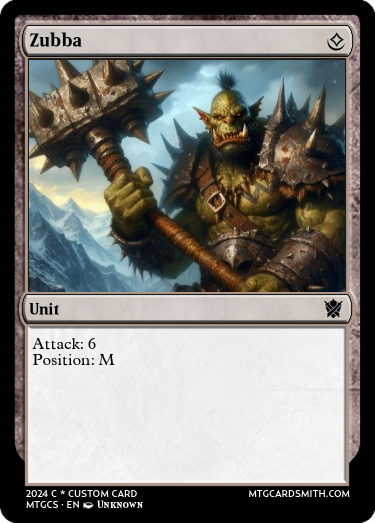 Zubba
Unit
Attack: 6
Position: M
2024 C * CUSTOM CARD
MTGCARDSMITH.COM
MTGCS · EN Unknown